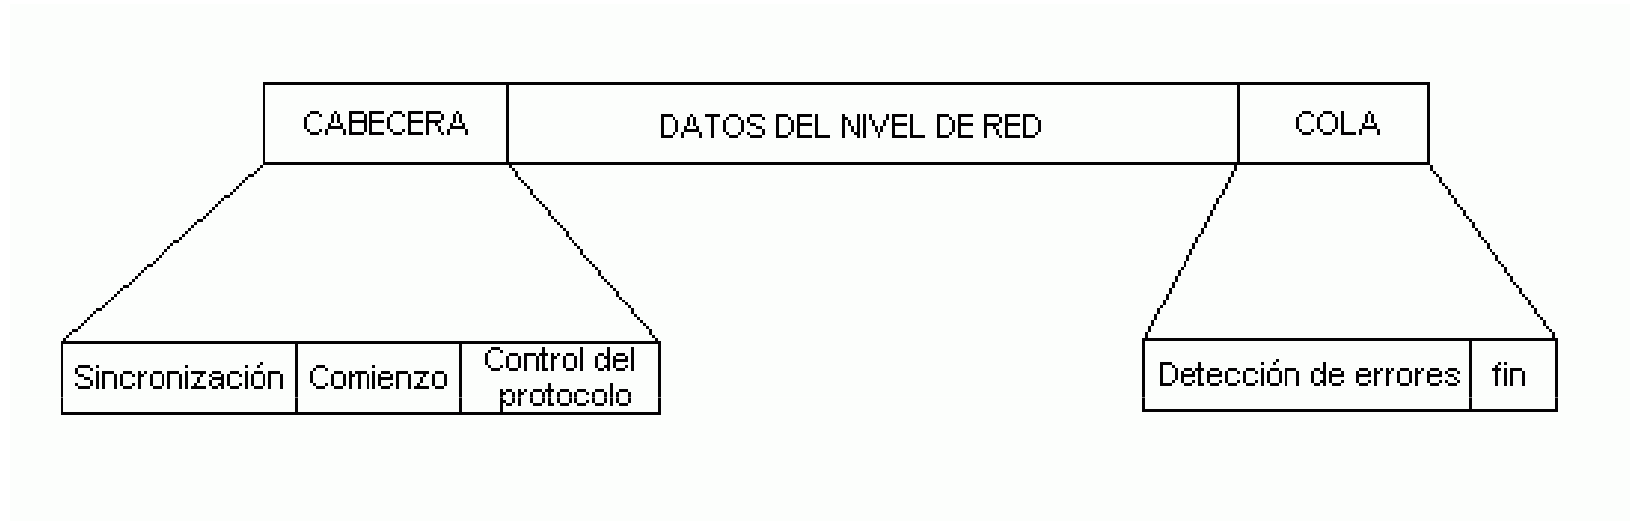 CABECERA
DATOS DEL NIVEL DE RED
COLA
Sincronización
Comienzo
Control del
protocolo
Detección de errores
fin